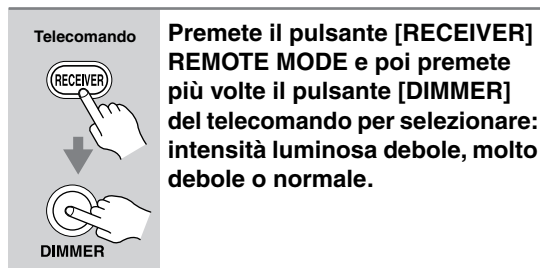 Telecomando
RECEIVER
DIMMER
Premete il pulsante [RECEIVER]
REMOTE MODE e poi premete
più volte il pulsante [DIMMER]
del telecomando per selezionare:
intensità luminosa debole, molto
debole o normale.